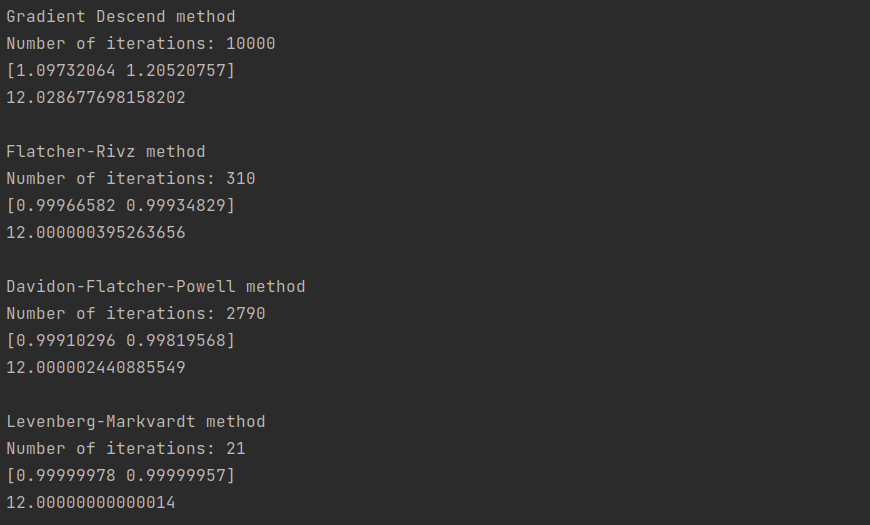 Gradient Descend method
Number of iterations: 10000
[1.09732064 1.20520757]
12.028677698158202
Flatcher-Rivz method
Number of iterations: 310
[0.99966582 0.99934829]
12.000000395263656
Davidon-Flatcher-Powell method
Number of iterations: 2790
[0.99910296 0.99819568]
12.000002440885549
Levenberg-Markvardt method
Number of iterations: 21
[0.99999978 0.99999957]
12.00000000000014